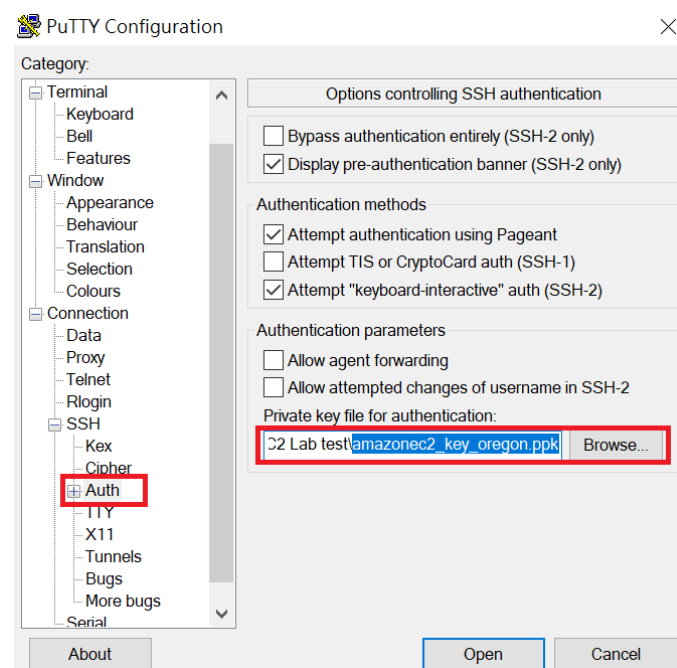 PuTTY Configuration
Category:
Terminal
Keyboard
Bell
Features
Window
Appearance
Behaviour
Translation
Selection
Colours
Connection
Data
Proxy
Telnet
Rlogin
SSH
Kex
Cipher
Auth
TTY
X11
Tunnels
Bugs
More bugs
Serial
Options controlling SSH authentication
Bypass authentication entirely (SSH-2 only)
Display pre-authentication banner (SSH-2 only)
Authentication methods
Attempt authentication using Pageant
Attempt TIS or CryptoCard auth (SSH-1)
Attempt "keyboard-interactive" auth (SSH-2)
Authentication parameters
Allow agent forwarding
Allow attempted changes of username in SSH-2
Private key file for authentication:
C2 Lab test\amazonec2_key_oregon.ppk Browse...
About Open Cancel